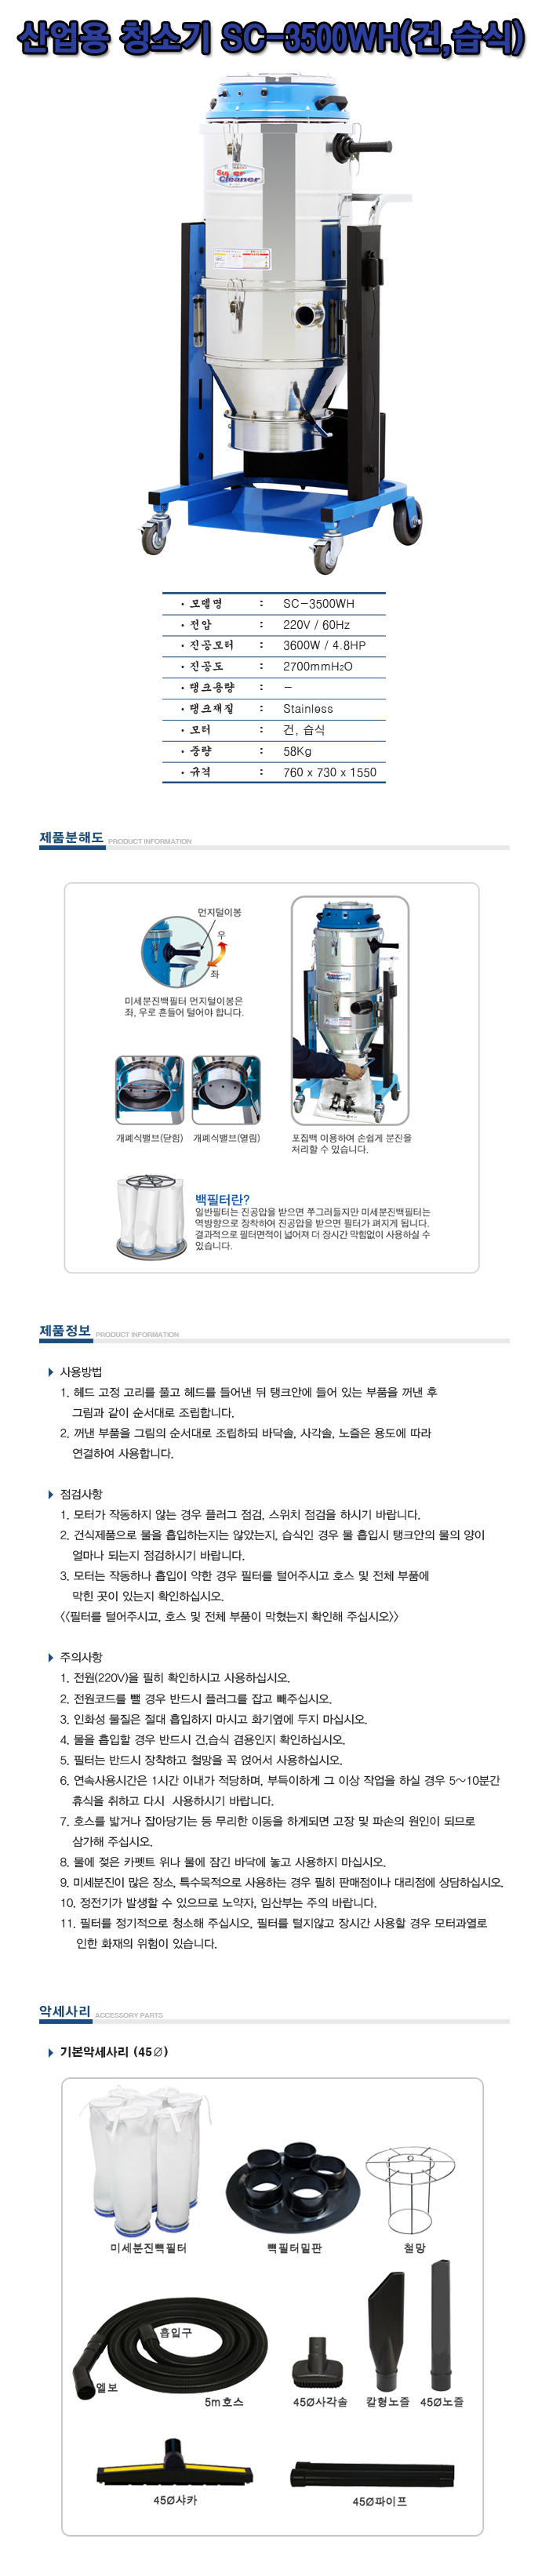 산업용 청소기 SC-3500WH(건,습식)
Super
Cleaner
· 모델명 : SC-3500WH
· 전압 : 220V / 60Hz
· 진공모터 : 3600W / 4.8HP
· 진공도 : 2700mmH₂O
· 탱크용량 : -
· 탱크재질 : Stainless
· 모터 : 건, 습식
· 중량 : 58Kg
· 규격 : 760 x 730 x 1550
제품분해도 PRODUCT INFORMATION
먼지털이봉
우
좌
미세분진백필터 먼지털이봉은
좌, 우로 흔들어 털어야 합니다.
개폐식밸브(닫힘) 개폐식밸브(열림)
포집백 이용하여 손쉽게 분진을
처리할 수 있습니다.
백필터란?
일반필터는 진공압을 받으면 쭈그러들지만 미세분진백필터는
역방향으로 장착하여 진공압을 받으면 필터가 펴지게 됩니다.
결과적으로 필터면적이 넓어져 더 장시간 막힘없이 사용하실 수
있습니다.
제품정보 PRODUCT INFORMATION
사용방법
1. 헤드 고정 고리를 풀고 헤드를 들어낸 뒤 탱크안에 들어 있는 부품을 꺼낸 후
그림과 같이 순서대로 조립합니다.
2. 꺼낸 부품을 그림의 순서대로 조립하되 바닥솔, 사각솔, 노즐은 용도에 따라
연결하여 사용합니다.
점검사항
1. 모터가 작동하지 않는 경우 플러그 점검, 스위치 점검을 하시기 바랍니다.
2. 건식제품으로 물을 흡입하는지는 않았는지, 습식인 경우 물 흡입시 탱크안의 물의 양이
얼마나 되는지 점검하시기 바랍니다.
3. 모터는 작동하나 흡입이 약한 경우 필터를 털어주시고 호스 및 전체 부품에
막힌 곳이 있는지 확인하십시오.
<<필터를 털어주시고, 호스 및 전체 부품이 막혔는지 확인해 주십시오>>
주의사항
1. 전원(220V)을 필히 확인하시고 사용하십시오.
2. 전원코드를 뺄 경우 반드시 플러그를 잡고 빼주십시오.
3. 인화성 물질은 절대 흡입하지 마시고 화기옆에 두지 마십시오.
4. 물을 흡입할 경우 반드시 건,습식 겸용인지 확인하십시오.
5. 필터는 반드시 장착하고 철망을 꼭 얹어서 사용하십시오.
6. 연속사용시간은 1시간 이내가 적당하며, 부득이하게 그 이상 작업을 하실 경우 5~10분간
휴식을 취하고 다시 사용하시기 바랍니다.
7. 호스를 밟거나 잡아당기는 등 무리한 이동을 하게되면 고장 및 파손의 원인이 되므로
삼가해 주십시오.
8. 물에 젖은 카펫트 위나 물에 잠긴 바닥에 놓고 사용하지 마십시오.
9. 미세분진이 많은 장소, 특수목적으로 사용하는 경우 필히 판매점이나 대리점에 상담하십시오.
10. 정전기가 발생할 수 있으므로 노약자, 임산부는 주의 바랍니다.
11. 필터를 정기적으로 청소해 주십시오, 필터를 털지않고 장시간 사용할 경우 모터과열로
인한 화재의 위험이 있습니다.
악세사리 ACCESSORY PARTS
기본악세사리 (45∅)
미세분진빽필터 빽필터밑판 철망
흡입구
엘보
5m호스 45Ø사각솔 칼형노즐 45Ø노즐
45Ø샤카 45Ø파이프